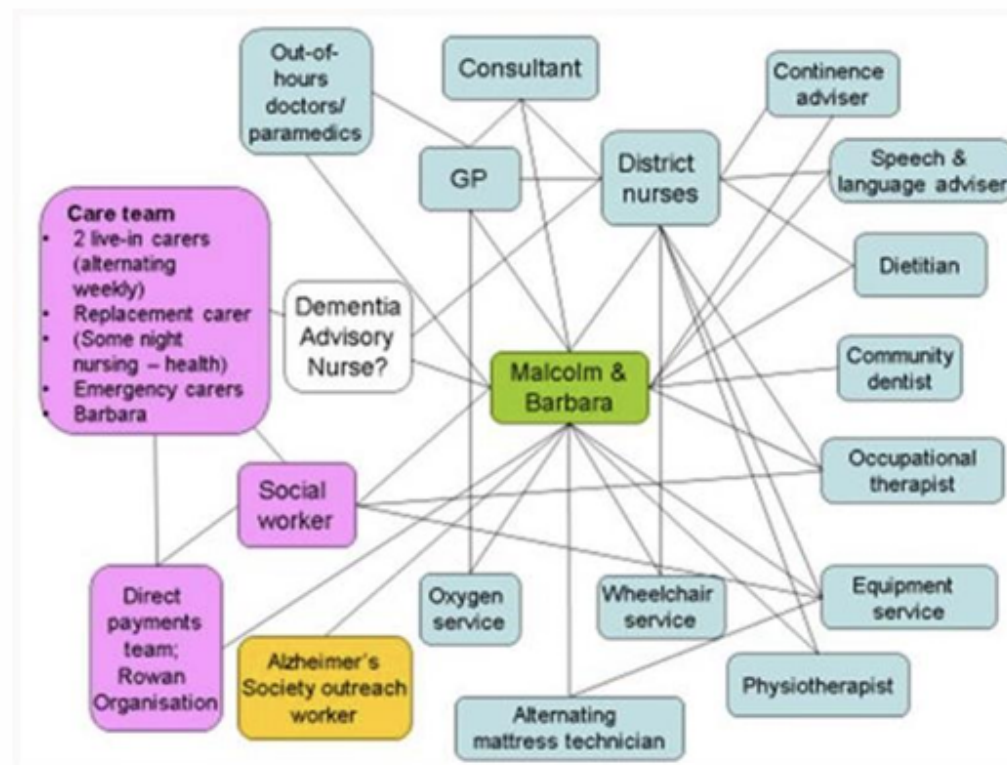 Out-of-
hours
doctors/
paramedics
Consultant
Continence
adviser
GP
District
nurses
Speech &
language adviser
Care team
• 2 live-in carers
(alternating
weekly)
• Replacement carer
• (Some night
nursing – health)
• Emergency carers
• Barbara
Dementia
Advisory
Nurse?
Dietitian
Malcolm &
Barbara
Community
dentist
Social
worker
Occupational
therapist
Direct
payments
team;
Rowan
Organisation
Oxygen
service
Wheelchair
service
Equipment
service
Alzheimer's
Society outreach
worker
Alternating
mattress technician
Physiotherapist